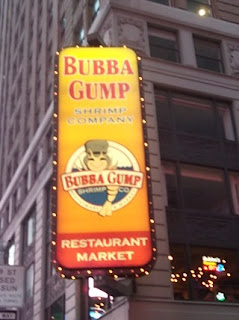 BUBBA
GUMP
SHRIMP
COMPANY
BUBBA GUMP
SHRIMP CO.
RESTAURANT
MARKET